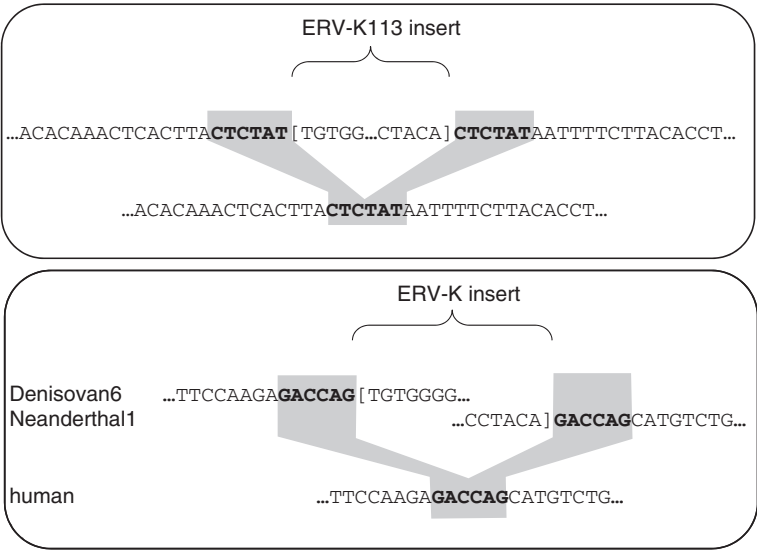 ERV-K113 insert
...ACACAAACTCACTTACTCTAT[TGTGG...CTACA]CTCTATAATTTTCTTACACCT...
...ACACAAACTCACTTACTCTATAATTTTCTTACACCT...
ERV-K insert
Denisovan6 ...TTCCAAGAGACCAG[TGTGGGG...
Neanderthal1 ...CCTACA]GACCAGCATGTCTG...
human ...TTCCAAGAGACCAGCATGTCTG...